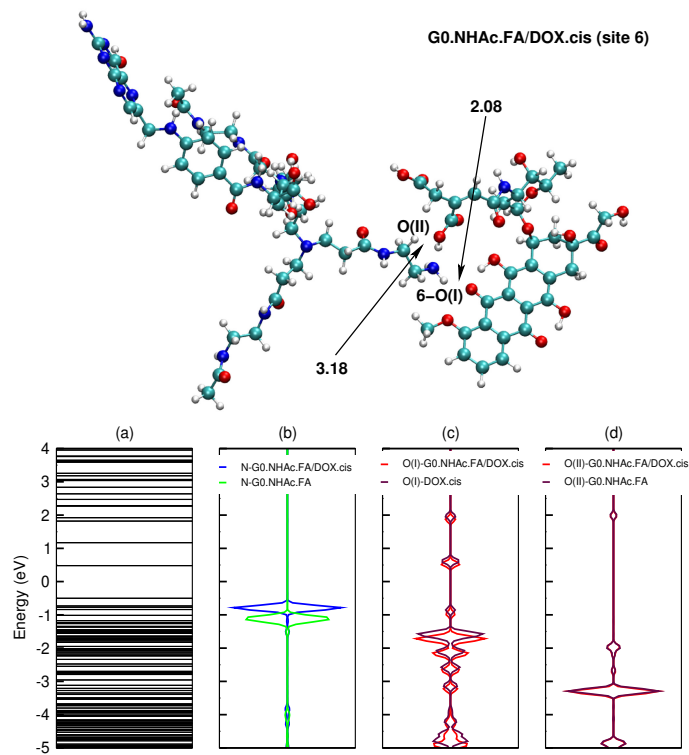 G0.NHAc.FA/DOX.cis (site 6)
2.08
O(II)
6–O(I)
3.18
(a) (b) (c) (d)
N-G0.NHAc.FA/DOX.cis
N-G0.NHAc.FA
O(I)-G0.NHAc.FA/DOX.cis
O(I)-DOX.cis
O(II)-G0.NHAc.FA/DOX.cis
O(II)-G0.NHAc.FA
Energy (eV)
4
3
2
1
0
-1
-2
-3
-4
-5